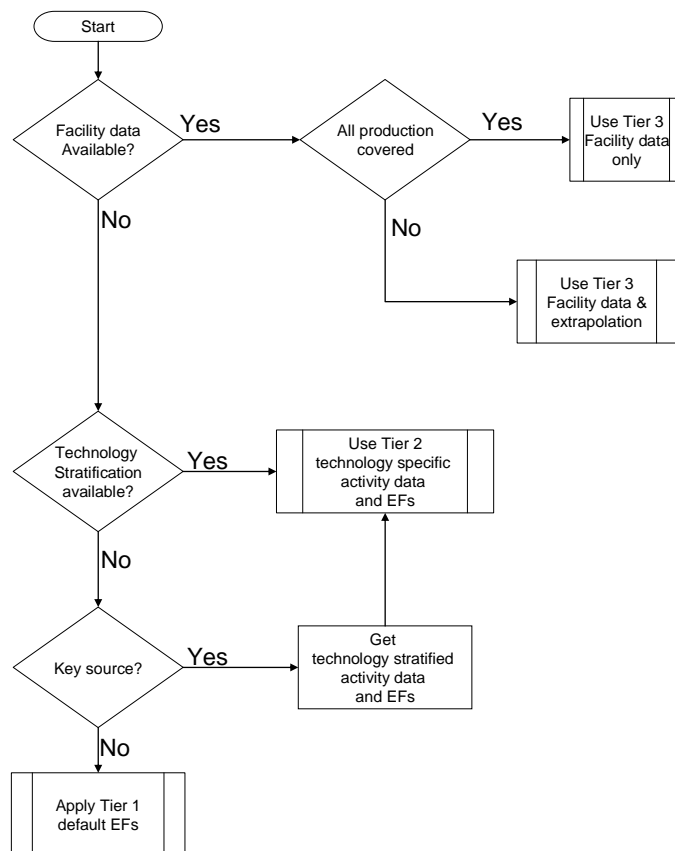 Start
Facility data
Available?
Yes
All production
covered
Yes
Use Tier 3
Facility data
only
No
No
Use Tier 3
Facility data &
extrapolation
Technology
Stratification
available?
Yes
Use Tier 2
technology specific
activity data
and EFs
No
Key source?
Yes
Get
technology stratified
activity data
and EFs
No
Apply Tier 1
default EFs